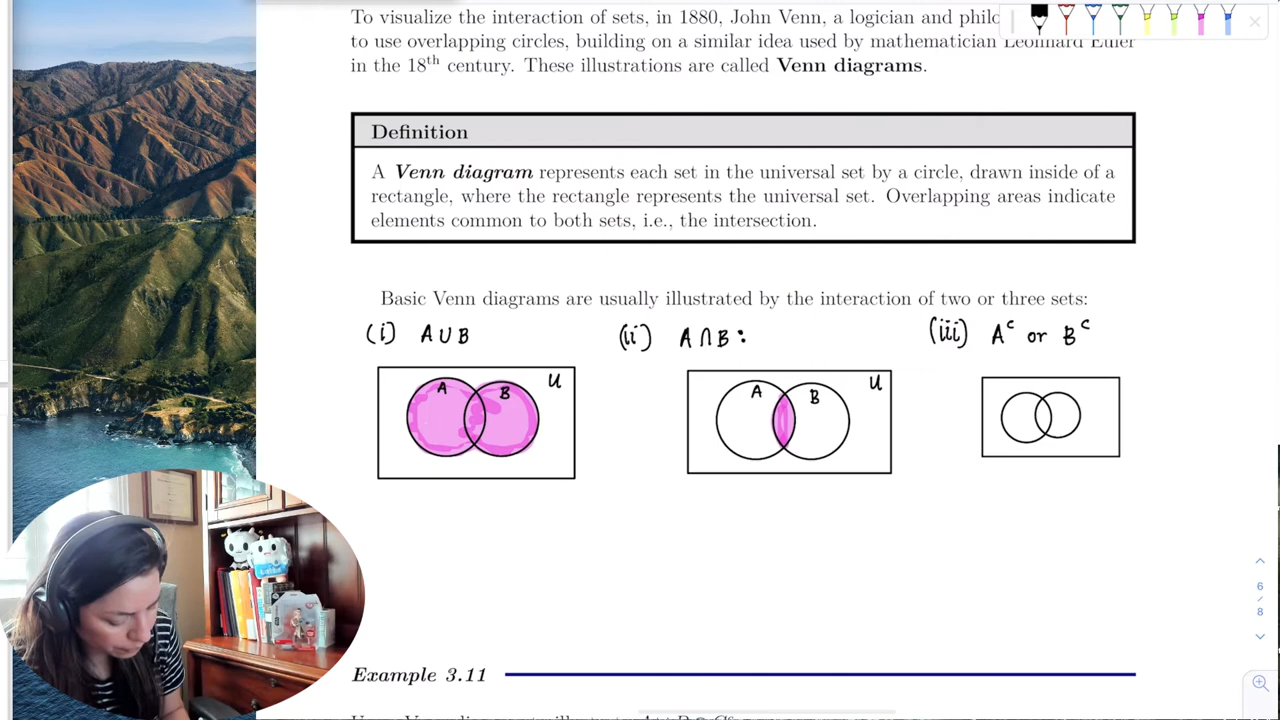 To visualize the interaction of sets, in 1880, John Venn, a logician and
to use overlapping circles, building on a similar idea used by mathematician Leonhard Euler
in the 18th century. These illustrations are called Venn diagrams.
Definition
A Venn diagram represents each set in the universal set by a circle, drawn inside of a
rectangle, where the rectangle represents the universal set. Overlapping areas indicate
elements common to both sets, i.e., the intersection.
Basic Venn diagrams are usually illustrated by the interaction of two or three sets:
(i) A∪B
(ii) A∩B:
(iii) Aᶜ or Bᶜ
A B U
A B U
6
/
8
Example 3.11